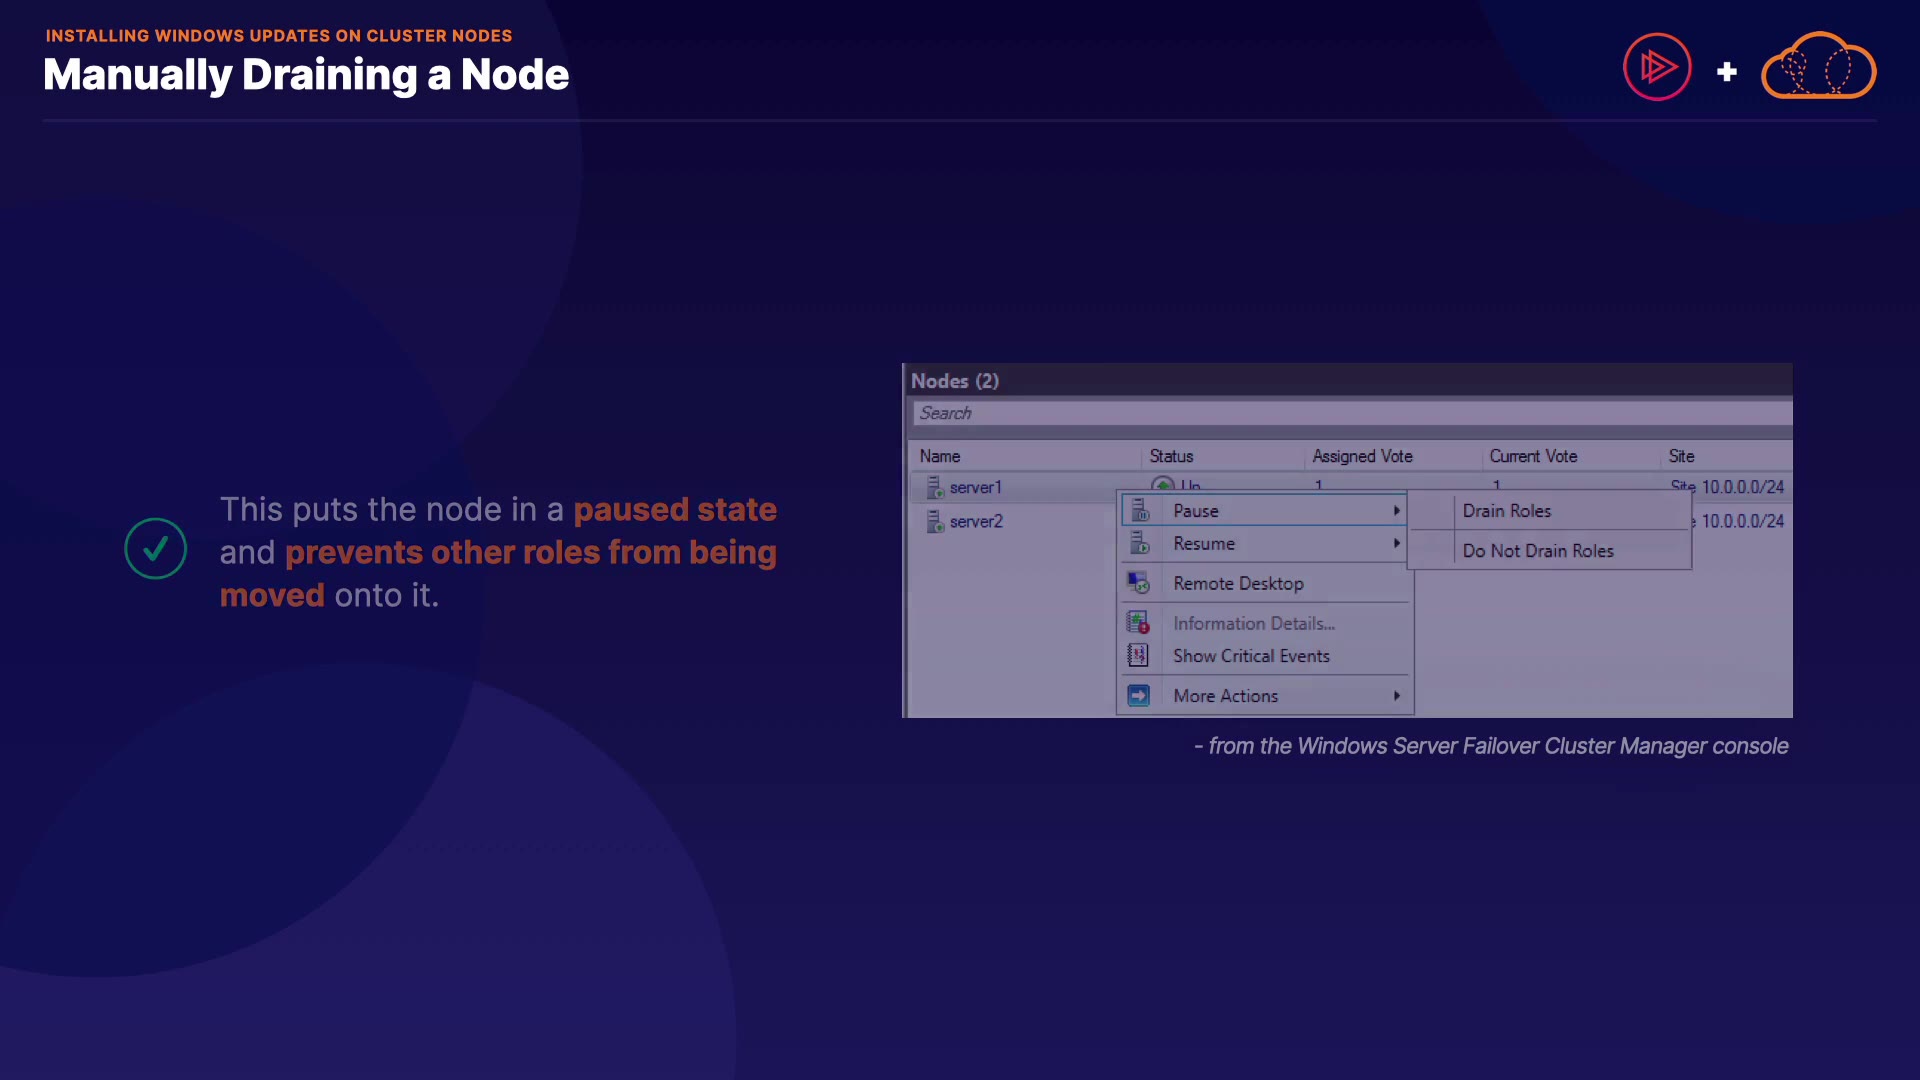 INSTALLING WINDOWS UPDATES ON CLUSTER NODES
Manually Draining a Node
This puts the node in a paused state
and prevents other roles from being
moved onto it.
Nodes (2)
Search
Name Status Assigned Vote Current Vote Site
server1 Up 1 1 Site 10.0.0.0/24
server2 10.0.0.0/24
Pause Drain Roles
Resume Do Not Drain Roles
Remote Desktop
Information Details...
Show Critical Events
More Actions
- from the Windows Server Failover Cluster Manager console